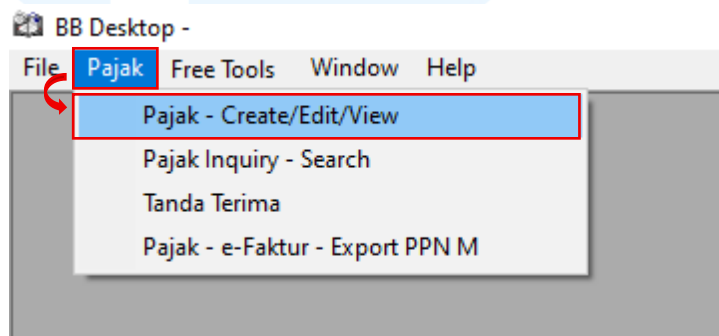 BB Desktop -
File Pajak Free Tools Window Help
Pajak - Create/Edit/View
Pajak Inquiry - Search
Tanda Terima
Pajak - e-Faktur - Export PPN M